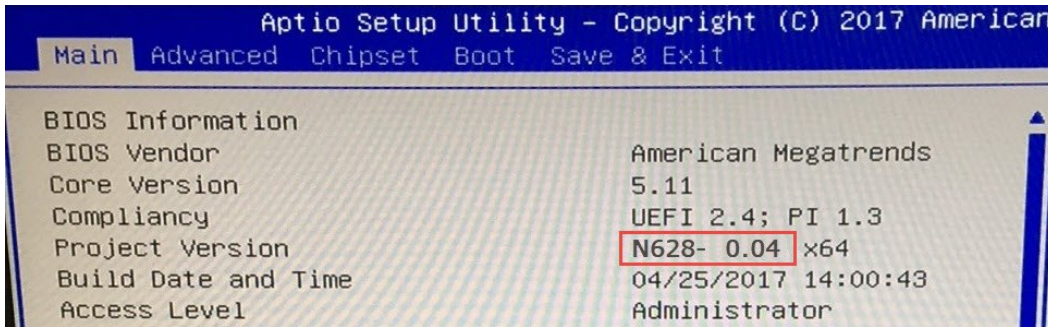 Aptio Setup Utility – Copyright (C) 2017 American
Main Advanced Chipset Boot Save & Exit
BIOS Information
BIOS Vendor American Megatrends
Core Version 5.11
Compliancy UEFI 2.4; PI 1.3
Project Version N628- 0.04 x64
Build Date and Time 04/25/2017 14:00:43
Access Level Administrator